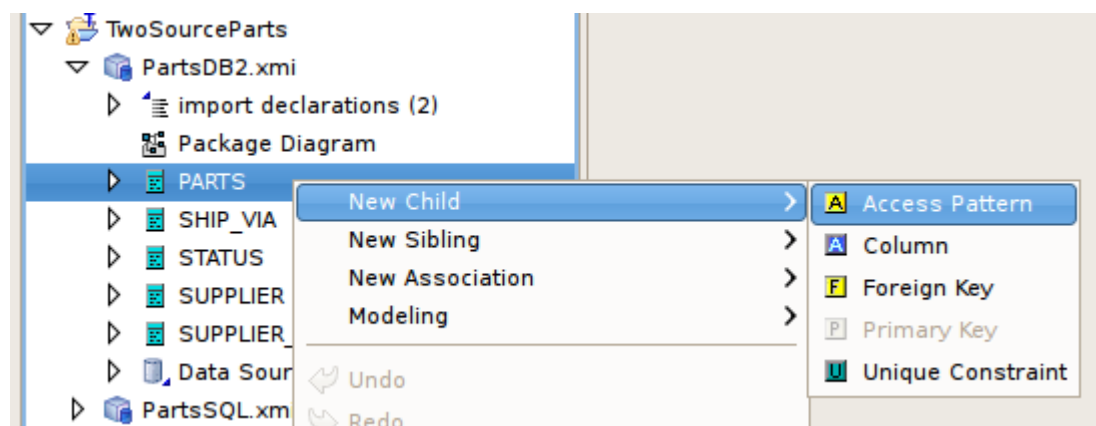 TwoSourceParts
PartsDB2.xmi
import declarations (2)
Package Diagram
PARTS
SHIP_VIA
STATUS
SUPPLIER
SUPPLIER_
Data Sour
PartsSQL.xm
New Child
New Sibling
New Association
Modeling
Undo
Redo
A Access Pattern
A Column
F Foreign Key
P Primary Key
U Unique Constraint